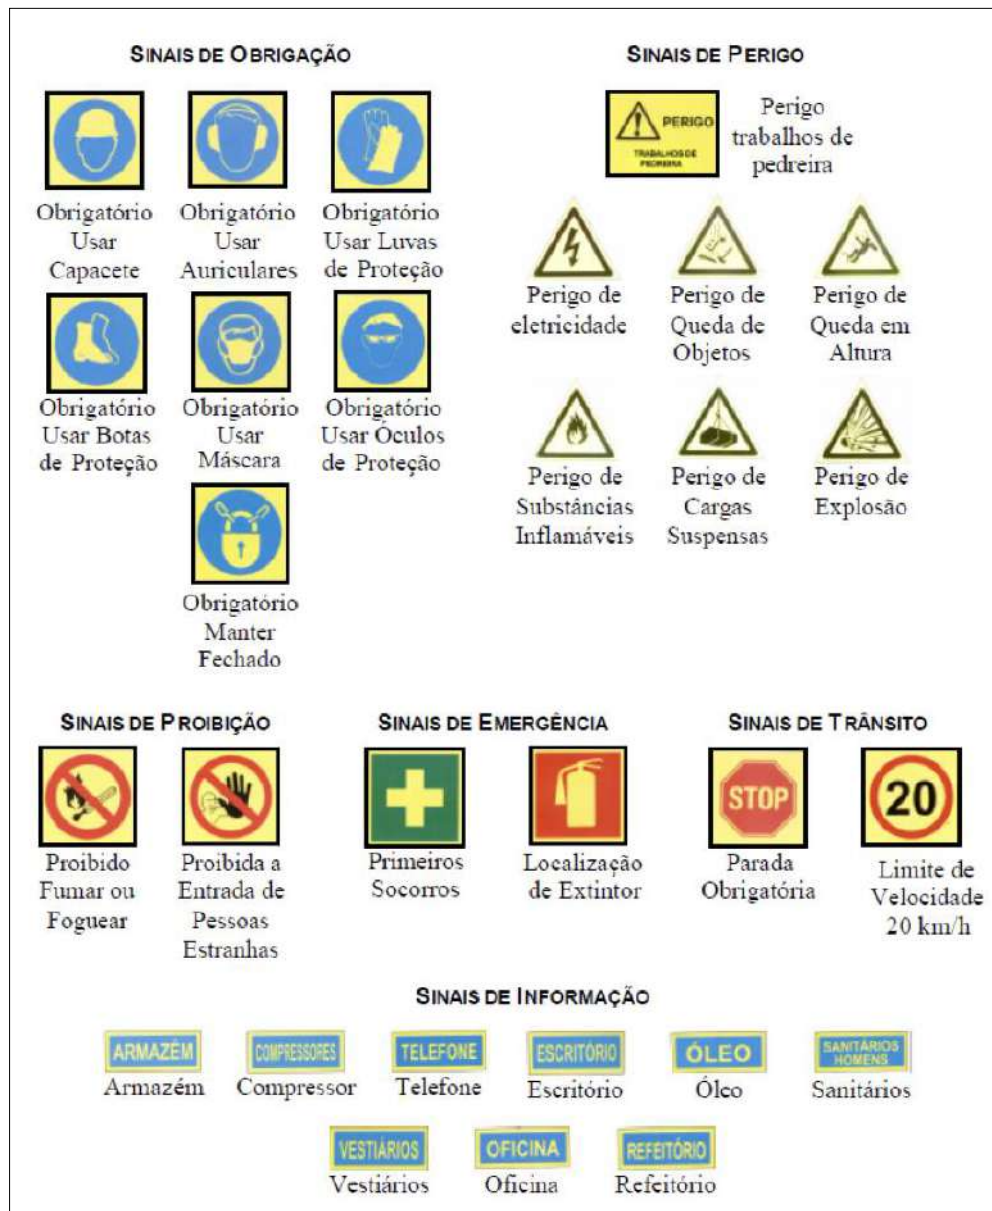 SINAIS DE OBRIGAÇÃO
Obrigatório
Usar
Capacete
Obrigatório
Usar
Auriculares
Obrigatório
Usar Luvas
de Proteção
Obrigatório
Usar Botas
de Proteção
Obrigatório
Usar
Máscara
Obrigatório
Usar Óculos
de Proteção
Obrigatório
Manter
Fechado
SINAIS DE PERIGO
PERIGO
TRABALHOS DE
PEDREIRA
Perigo
trabalhos de
pedreira
Perigo de
eletricidade
Perigo de
Queda de
Objetos
Perigo de
Queda em
Altura
Perigo de
Substâncias
Inflamáveis
Perigo de
Cargas
Suspensas
Perigo de
Explosão
SINAIS DE PROIBIÇÃO
Proibido
Fumar ou
Foguear
Proibida a
Entrada de
Pessoas
Estranhas
SINAIS DE EMERGÊNCIA
Primeiros
Socorros
Localização
de Extintor
SINAIS DE TRÂNSITO
STOP
Parada
Obrigatória
20
Limite de
Velocidade
20 km/h
SINAIS DE INFORMAÇÃO
ARMAZÉM
Armazém
COMPRESSORES
Compressor
TELEFONE
Telefone
ESCRITÓRIO
Escritório
ÓLEO
Óleo
SANITÁRIOS
HOMENS
Sanitários
VESTIÁRIOS
Vestiários
OFICINA
Oficina
REFEITÓRIO
Refeitório